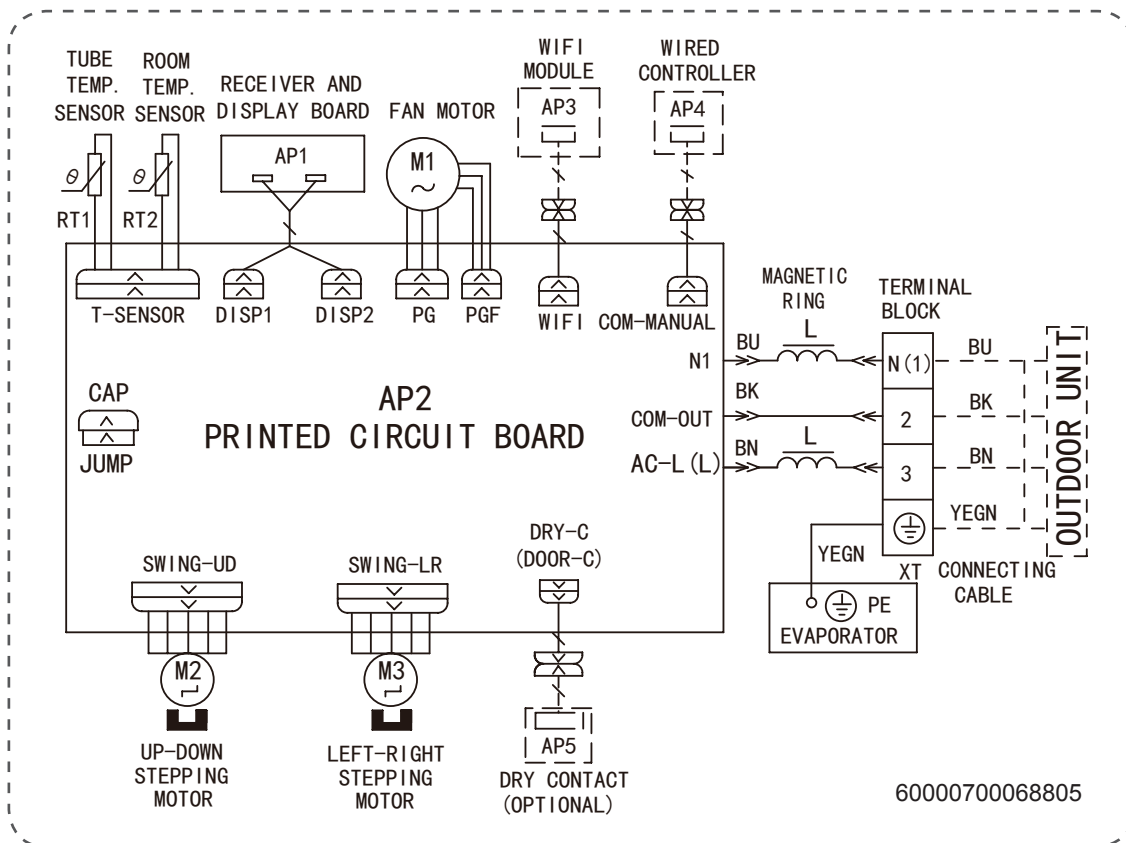 TUBE
TEMP.
SENSOR
ROOM
TEMP.
SENSOR
RECEIVER AND
DISPLAY BOARD
FAN MOTOR
WIFI
MODULE
WIRED
CONTROLLER
AP1
M1
AP3
AP4
θ
θ
RT1
RT2
T-SENSOR
DISP1
DISP2
PG
PGF
WIFI
COM-MANUAL
MAGNETIC
RING
TERMINAL
BLOCK
N1
BU
L
N(1)
BU
CAP
JUMP
AP2
PRINTED CIRCUIT BOARD
COM-OUT
BK
2
BK
AC-L(L)
BN
L
3
BN
YEGN
OUTDOOR UNIT
YEGN
XT
CONNECTING
CABLE
PE
EVAPORATOR
SWING-UD
SWING-LR
DRY-C
(DOOR-C)
M2
M3
AP5
UP-DOWN
STEPPING
MOTOR
LEFT-RIGHT
STEPPING
MOTOR
DRY CONTACT
(OPTIONAL)
60000700068805